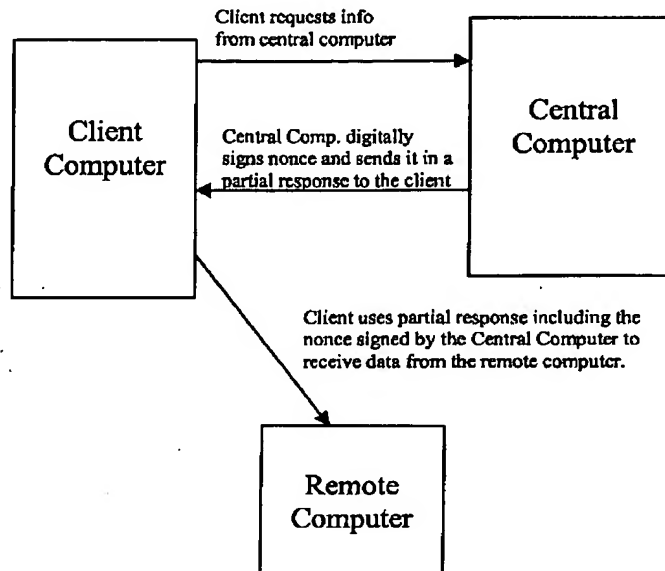 Client requests info
from central computer
Client
Computer
Central
Computer
Central Comp. digitally
signs nonce and sends it in a
partial response to the client
Client uses partial response including the
nonce signed by the Central Computer to
receive data from the remote computer.
Remote
Computer